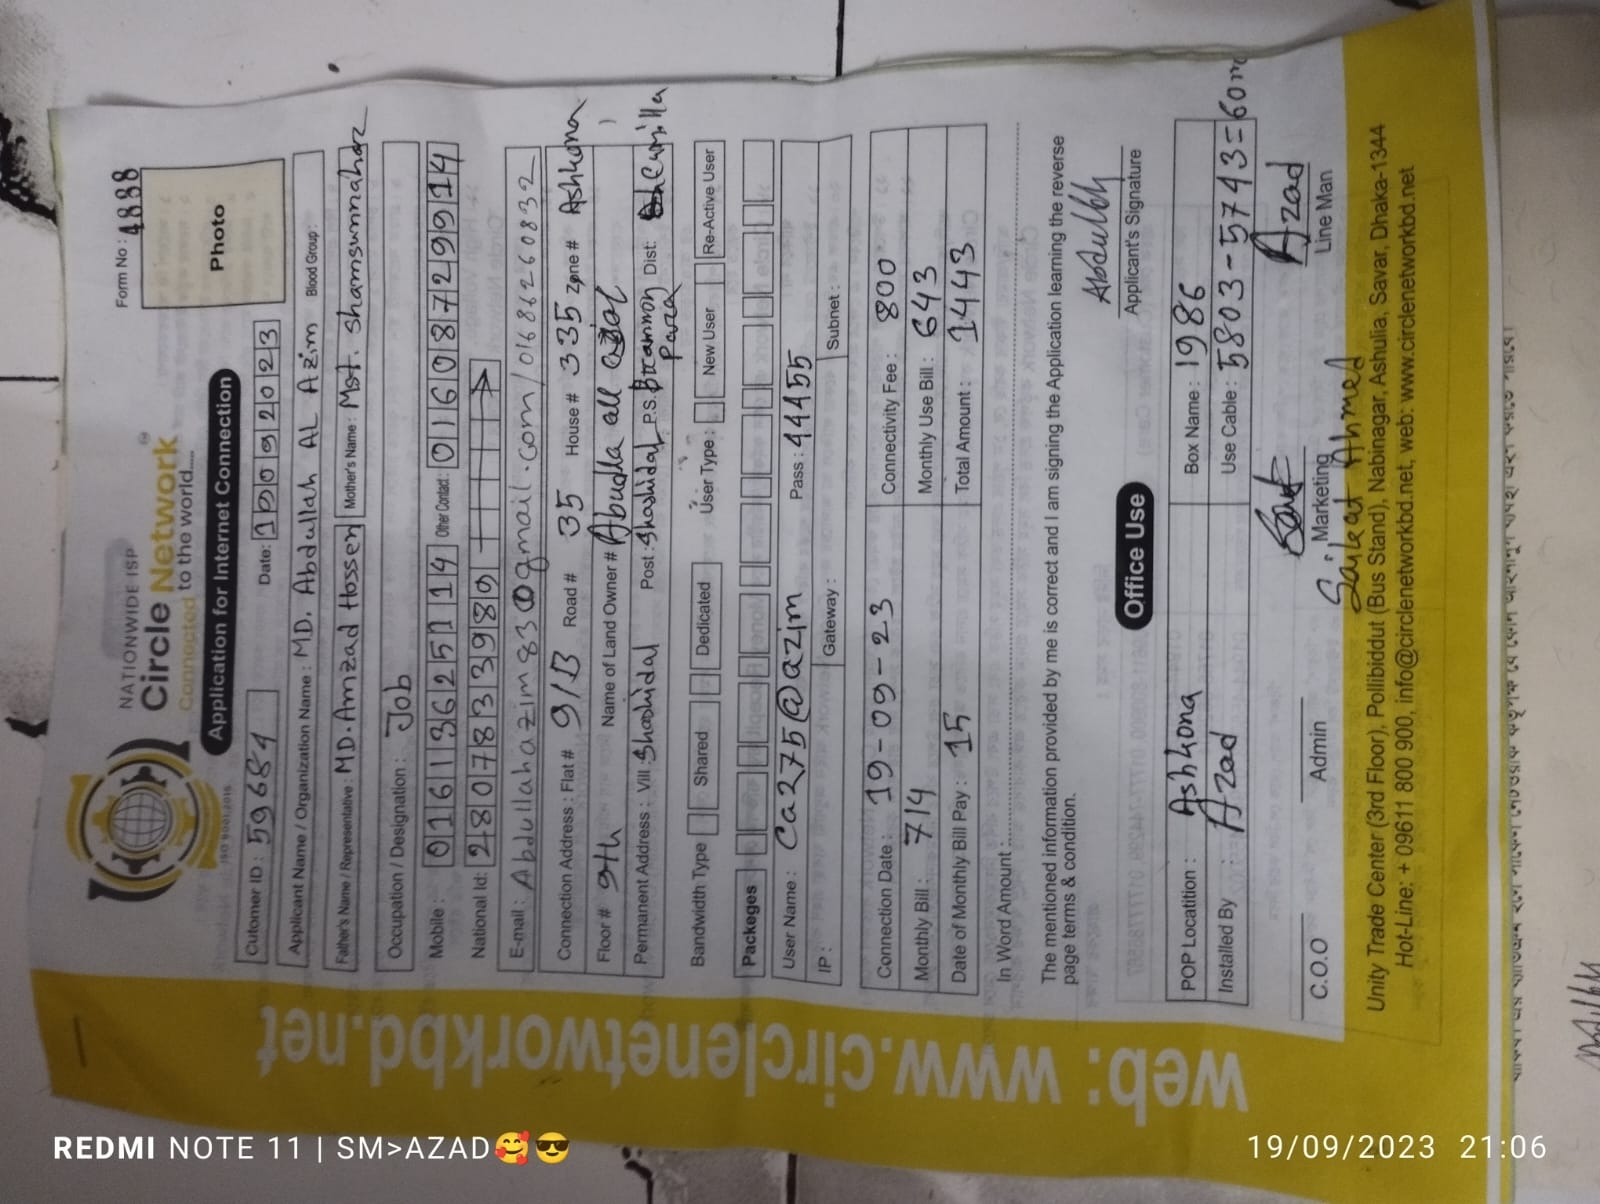 Form No : 4888
NATIONWIDE ISP
Circle Network
Connected to the world....
ISO 9001:2015
Photo
Application for Internet Connection
Cutomer ID : 59684 Date: 19092023
Applicant Name / Organization Name : MD. Abdullah AL Azim Blood Group :
Father's Name / Representative : MD. Amzad Hossen Mother's Name : Mst. Shamsunnahar
Occupation / Designation : Job
Mobile : 01613625114 Other Contact : 01608729914
National Id: 2807833989
E-mail : Abdullahazim83@gmail.com/01686260832
Connection Address : Flat # 9/B Road # 35 House # 335 Zone # Ashkona
Floor # 9th Name of Land Owner # Abudla all
Permanent Address : Vill : Shashidal Post : Shashidal P.S. Brammon Para Dist: Cumilla
Bandwidth Type Shared Dedicated User Type : New User Re-Active User
Packeges
User Name : Ca275@azim Pass : 44455
IP : Gateway : Subnet :
Connection Date : 19-09-23 Connectivity Fee : 800
Monthly Bill : 714 Monthly Use Bill : 643
Date of Monthly Bill Pay : 15 Total Amount : 1443
In Word Amount :
The mentioned information provided by me is correct and I am signing the Application learning the reverse
page terms & condition.
Abdullah
Applicant's Signature
Office Use
POP Locatition : Ashkona Box Name : 1986
Installed By : Azad Use Cable : 5803-5743=60m
Azad
C.O.O Admin Marketing Line Man
Saikat Ahmed
Unity Trade Center (3rd Floor), Pollibiddut (Bus Stand), Nabinagar, Ashulia, Savar, Dhaka-1344
Hot-Line: + 09611 800 900, info@circlenetworkbd.net, web: www.circlenetworkbd.net
web: www.circlenetworkbd.net
REDMI NOTE 11 | SM>AZAD🥰😎
19/09/2023 21:06